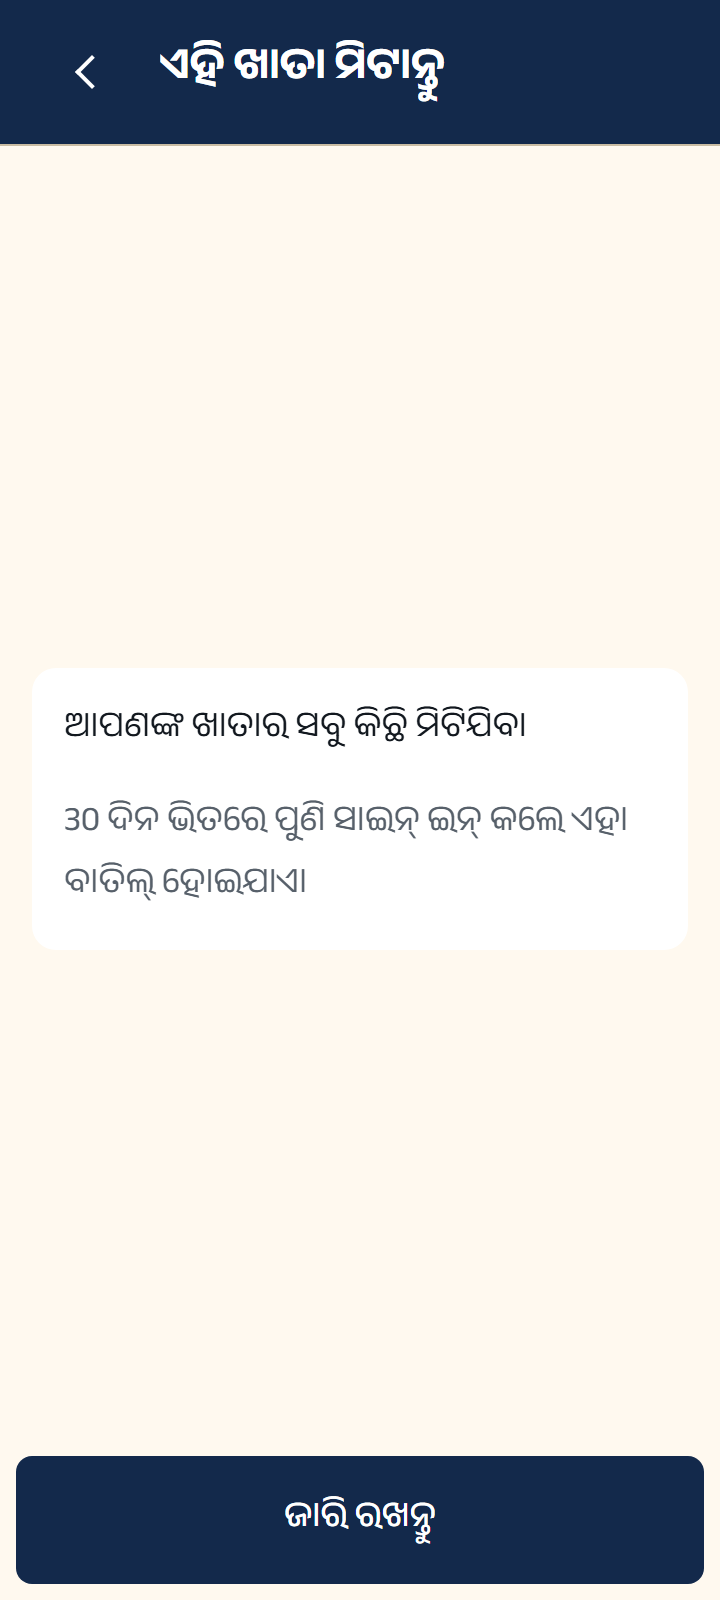 ଏହି ଖାତା ମିଟାନ୍ତୁ
ଆପଣଙ୍କ ଖାତାର ସବୁ କିଛି ମିଟିଯିବ।
30 ଦିନ ଭିତରେ ପୁଣି ସାଇନ୍ ଇନ୍ କଲେ ଏହା
ବାତିଲ୍ ହୋଇଯାଏ।
ଜାରି ରଖନ୍ତୁ